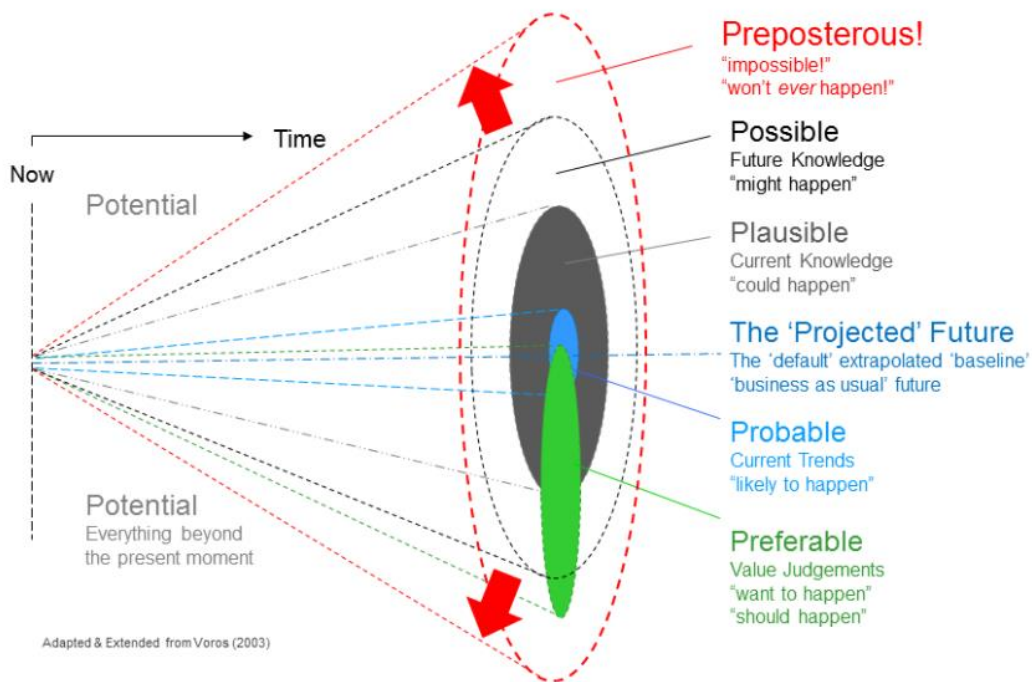 Preposterous!
“impossible!”
“won’t ever happen!”
Time
Now
Possible
Future Knowledge
“might happen”
Potential
Plausible
Current Knowledge
“could happen”
The ‘Projected’ Future
The ‘default’ extrapolated ‘baseline’
‘business as usual’ future
Probable
Current Trends
“likely to happen”
Potential
Everything beyond
the present moment
Preferable
Value Judgements
“want to happen”
“should happen”
Adapted & Extended from Voros (2003)